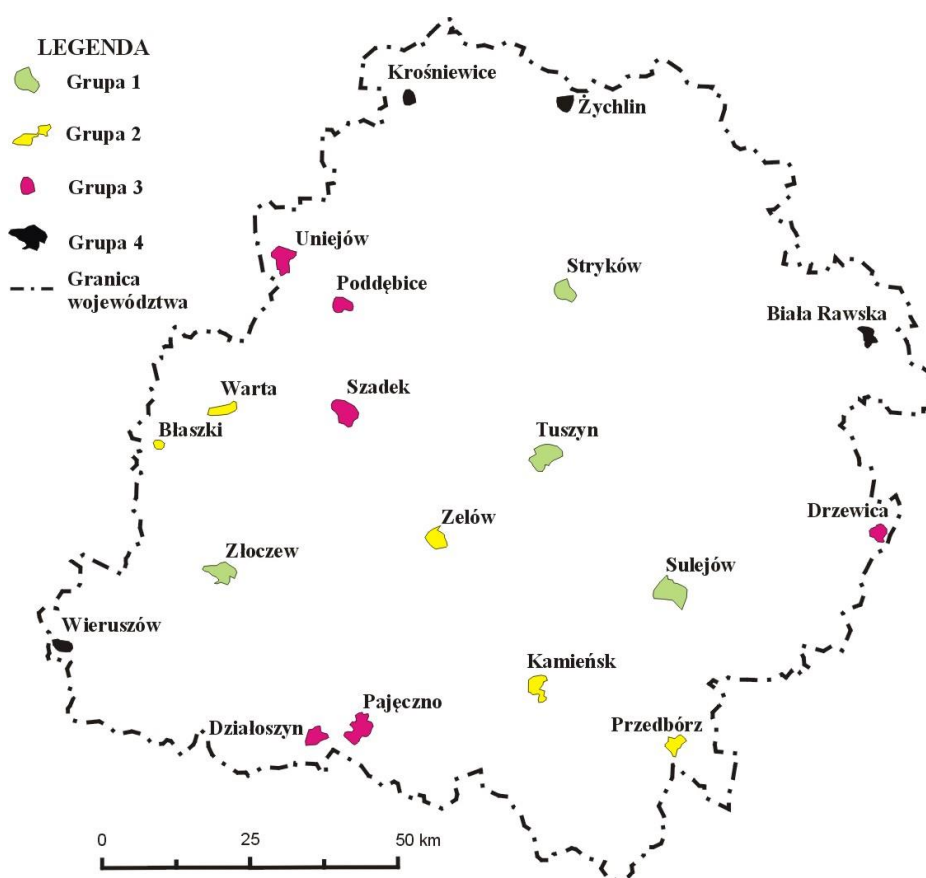 LEGENDA
Grupa 1
Grupa 2
Grupa 3
Grupa 4
Granica
województwa
Krośniewice
Żychlin
Uniejów
Poddębice
Stryków
Biała Rawska
Warta
Szadek
Błaszki
Tuszyn
Zelów
Drzewica
Złoczew
Sulejów
Wieruszów
Kamieńsk
Pajęczno
Działoszyn
Przedbórz
0 25 50 km